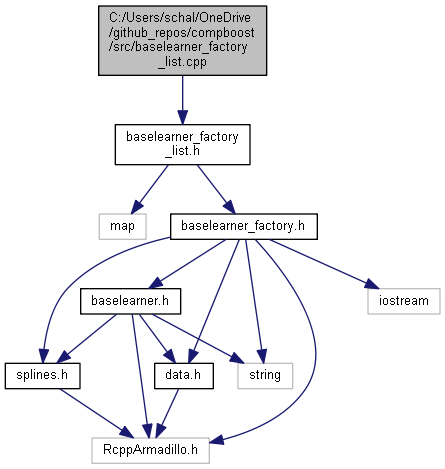 C:/Users/schal/OneDrive
/github_repos/compboost
/src/baselearner_factory
_list.cpp
baselearner_factory
_list.h
map
baselearner_factory.h
baselearner.h
iostream
splines.h
data.h
string
RcppArmadillo.h